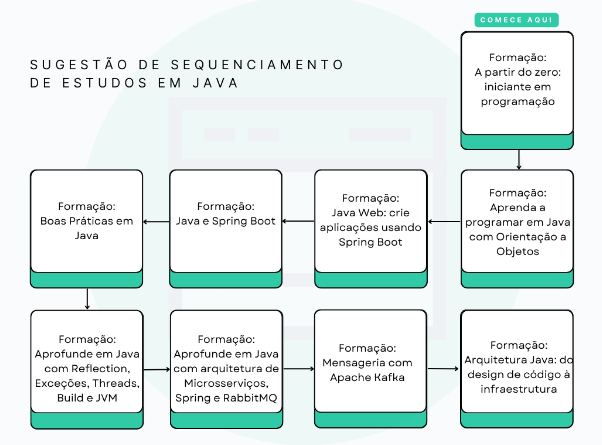 COMECE AQUI
SUGESTÃO DE SEQUENCIAMENTO
DE ESTUDOS EM JAVA
Formação:
A partir do zero:
iniciante em
programação
Formação:
Aprenda a
programar em Java
com Orientação a
Objetos
Formação:
Java Web: crie
aplicações usando
Spring Boot
Formação:
Java e Spring Boot
Formação:
Boas Práticas em
Java
Formação:
Aprofunde em Java
com Reflection,
Exceções, Threads,
Build e JVM
Formação:
Aprofunde em Java
com arquitetura de
Microsserviços,
Spring e RabbitMQ
Formação:
Mensageria com
Apache Kafka
Formação:
Arquitetura Java: do
design de código à
infraestrutura